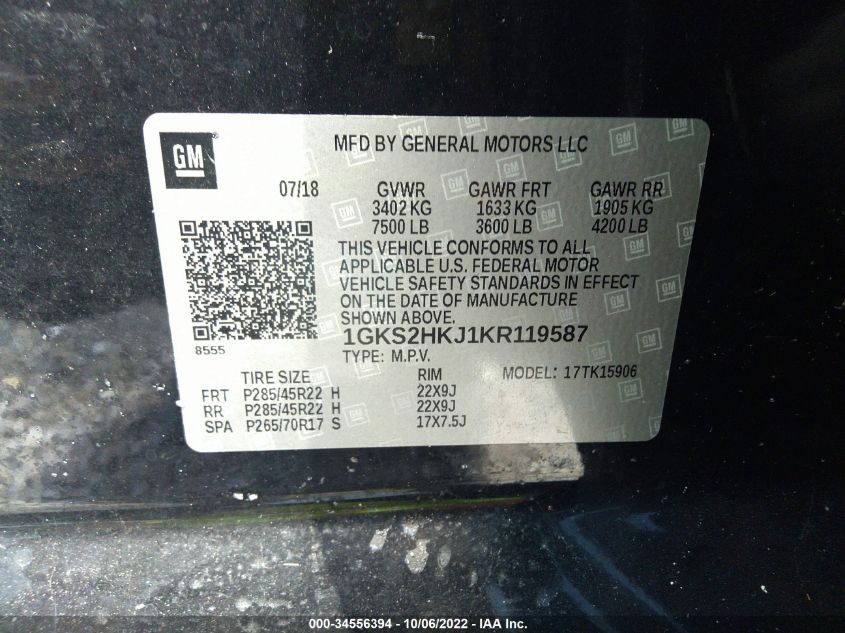 GM
MFD BY GENERAL MOTORS LLC
07/18 GVWR GAWR FRT GAWR RR
3402 KG 1633 KG 1905 KG
7500 LB 3600 LB 4200 LB
THIS VEHICLE CONFORMS TO ALL
APPLICABLE U.S. FEDERAL MOTOR
VEHICLE SAFETY STANDARDS IN EFFECT
ON THE DATE OF MANUFACTURE
SHOWN ABOVE.
8555 1GKS2HKJ1KR119587
TYPE: M.P.V.
TIRE SIZE RIM MODEL: 17TK15906
FRT P285/45R22 H 22X9J
RR P285/45R22 H 22X9J
SPA P265/70R17 S 17X7.5J
000-34556394 - 10/06/2022 - IAA Inc.